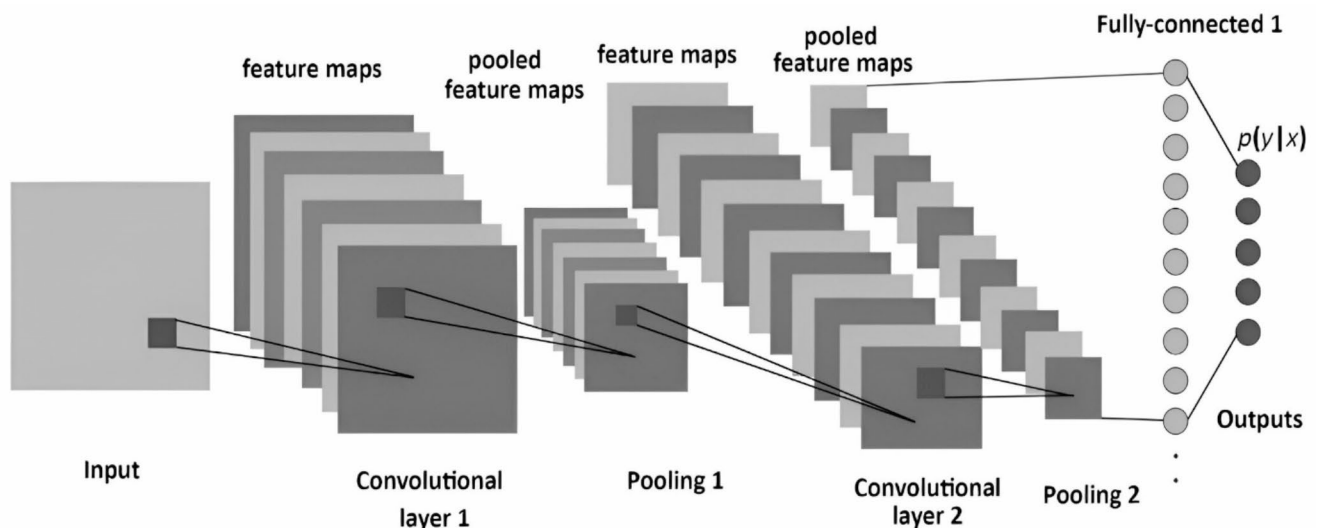 feature maps
pooled
feature maps
feature maps
pooled
feature maps
Fully-connected 1
p(y|x)
Input
Convolutional
layer 1
Pooling 1
Convolutional
layer 2
Pooling 2
Outputs